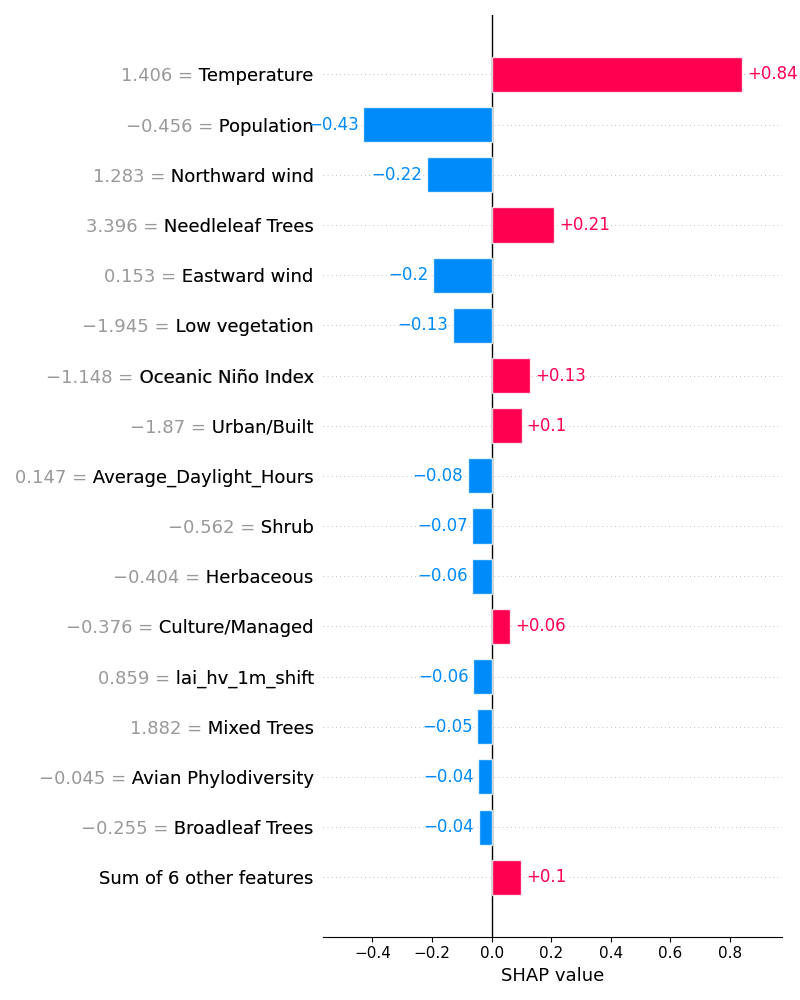 1.406 = Temperature +0.84
−0.456 = Population −0.43
1.283 = Northward wind −0.22
3.396 = Needleleaf Trees +0.21
0.153 = Eastward wind −0.2
−1.945 = Low vegetation −0.13
−1.148 = Oceanic Niño Index +0.13
−1.87 = Urban/Built +0.1
0.147 = Average_Daylight_Hours −0.08
−0.562 = Shrub −0.07
−0.404 = Herbaceous −0.06
−0.376 = Culture/Managed +0.06
0.859 = lai_hv_1m_shift −0.06
1.882 = Mixed Trees −0.05
−0.045 = Avian Phylodiversity −0.04
−0.255 = Broadleaf Trees −0.04
Sum of 6 other features +0.1
−0.4 −0.2 0.0 0.2 0.4 0.6 0.8
SHAP value